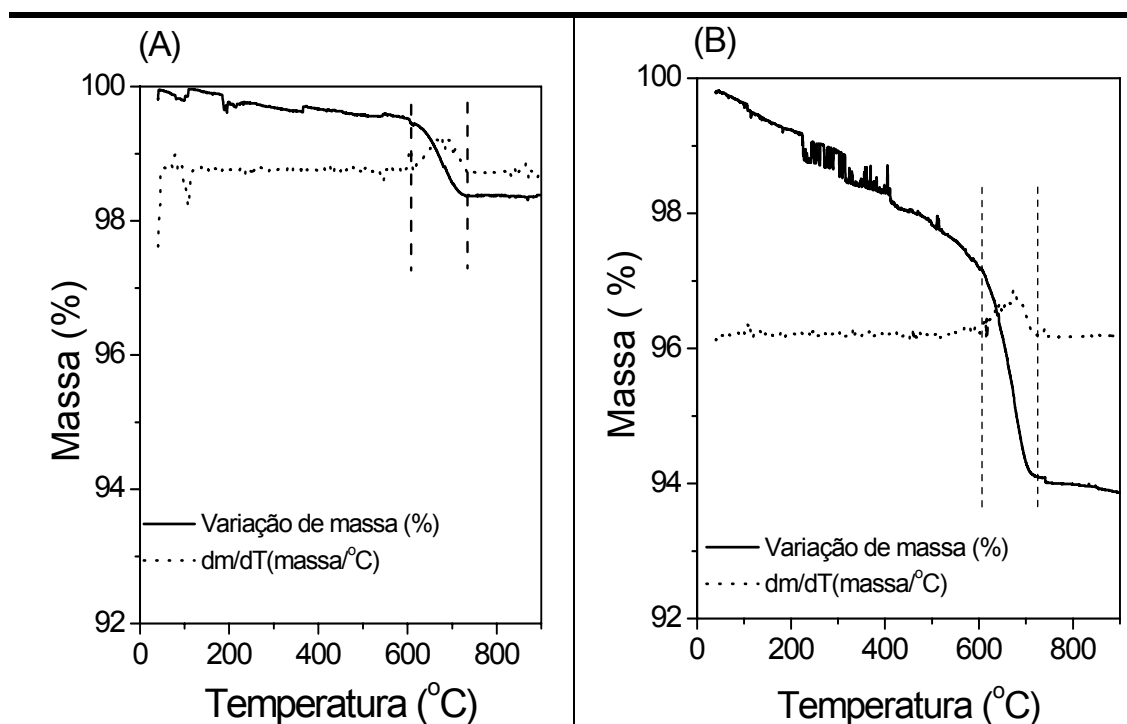 (A)
100
98
96
94
92
Massa (%)
Variação de massa (%)
dm/dT(massa/°C)
0 200 400 600 800
Temperatura (°C)
(B)
100
98
96
94
92
Massa ( %)
Variação de massa (%)
dm/dT(massa/°C)
0 200 400 600 800
Temperatura (°C)